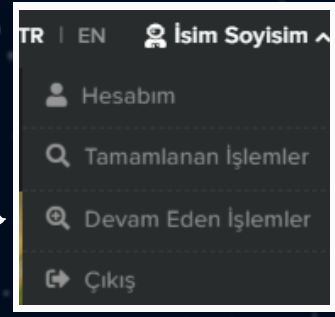 TR | EN İsim Soyisim
Hesabım
Tamamlanan İşlemler
Devam Eden İşlemler
Çıkış